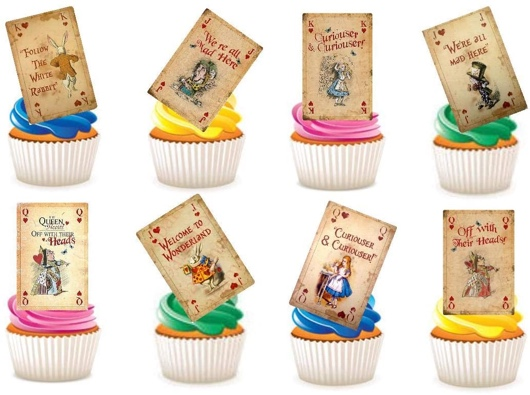 K
"Follow
The
White
Rabbit"
K
J
"We're all
Mad Here"
J
K K
"Curiouser
& Curiouser!"
K K
J
"We're all
mad here"
J
Q Q
The
Queen
Off with their
Heads
Q Q
J J
Welcome to
Wonderland
J J
Q Q
"Curiouser
& Curiouser!"
Q Q
Q Q
Off with
Their Heads!
Q Q